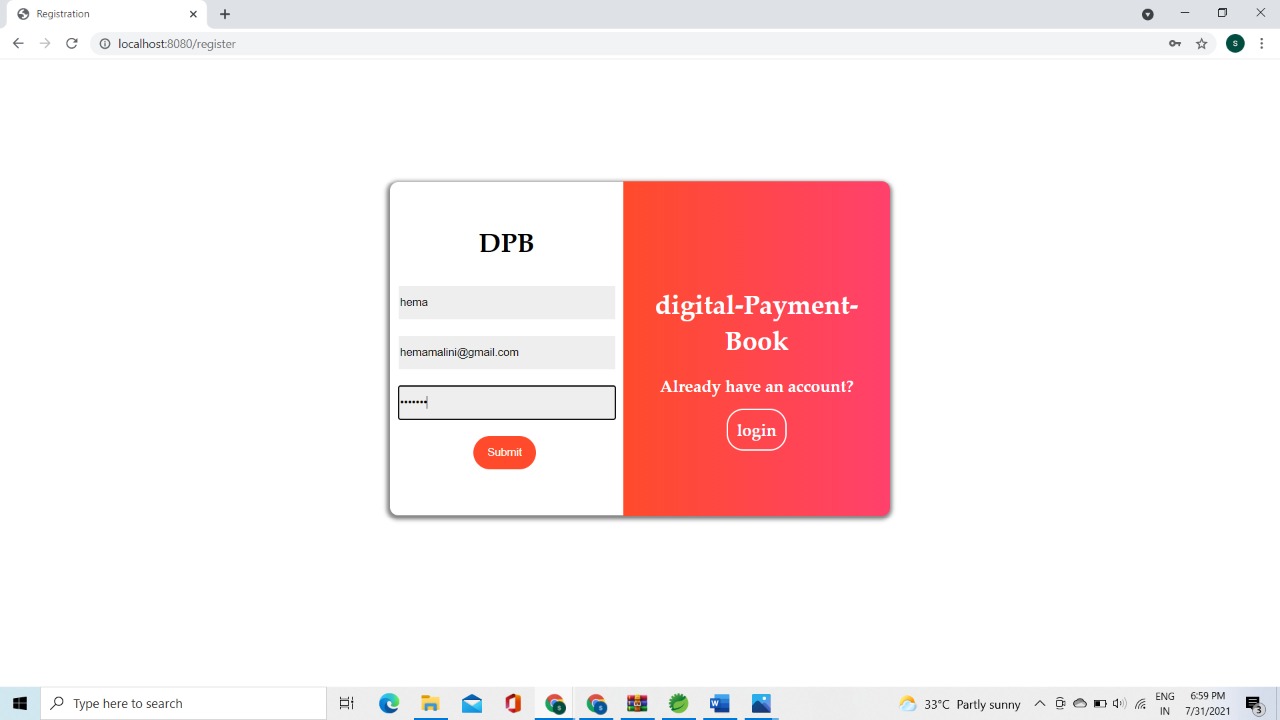 Registration
localhost:8080/register
S
DPB
hema
hemamalini@gmail.com
•••••••
Submit
digital-Payment-
Book
Already have an account?
login
Type here to search
33°C Partly sunny
ENG
IN
6:59 PM
7/31/2021
3